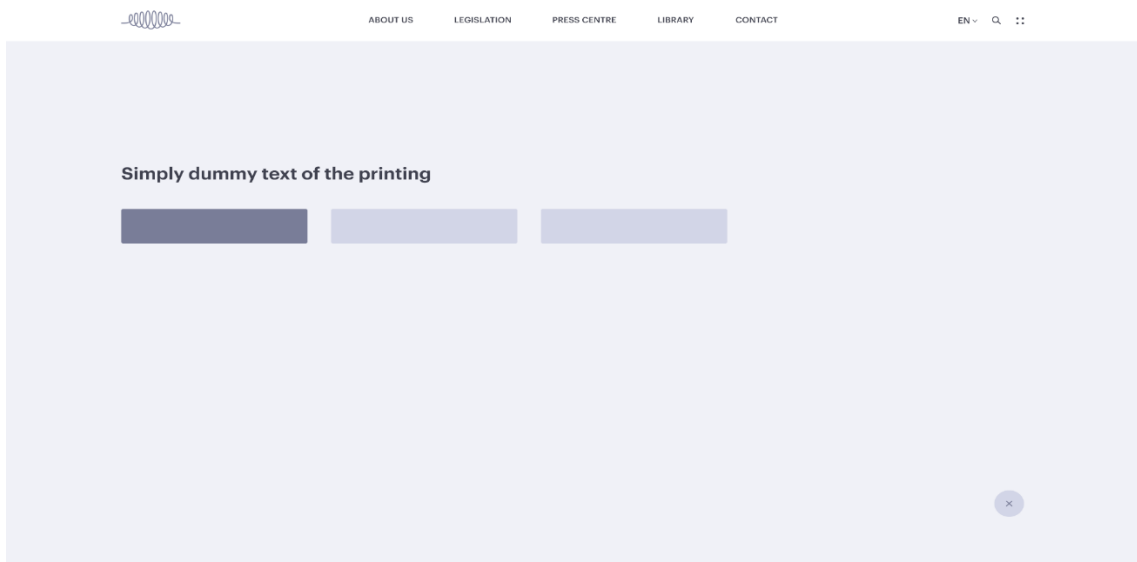 ABOUT US LEGISLATION PRESS CENTRE LIBRARY CONTACT EN
Simply dummy text of the printing